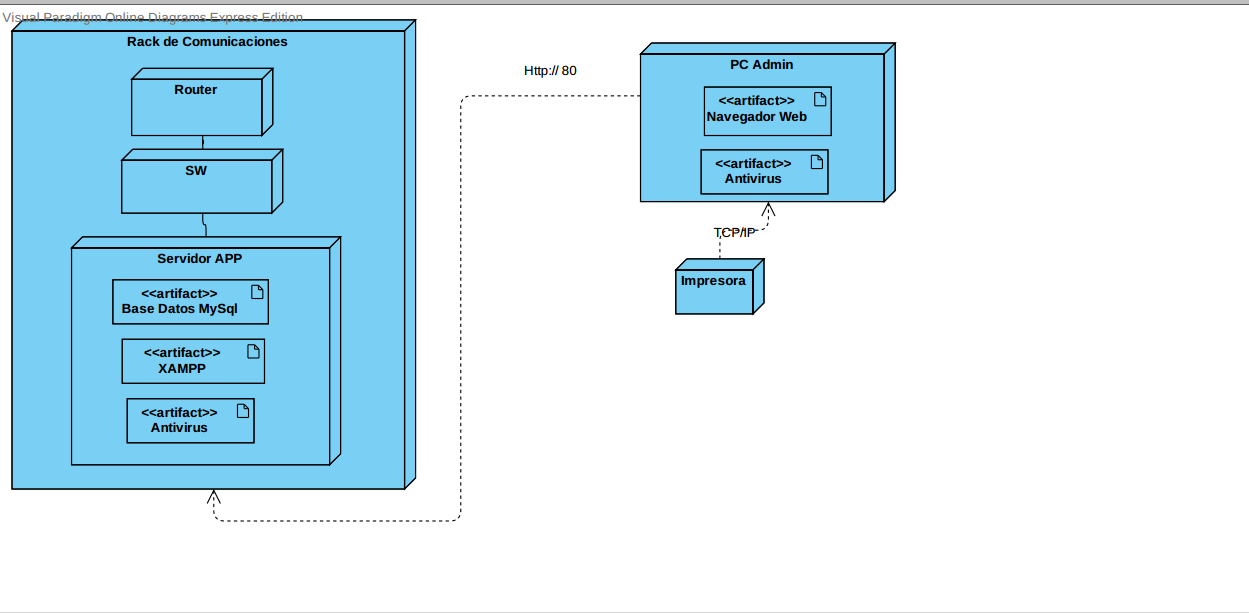 Visual Paradigm Online Diagrams Express Edition
Rack de Comunicaciones
Router
SW
Servidor APP
<<artifact>>
Base Datos MySql
<<artifact>>
XAMPP
<<artifact>>
Antivirus
Http:// 80
PC Admin
<<artifact>>
Navegador Web
<<artifact>>
Antivirus
TCP/IP
Impresora